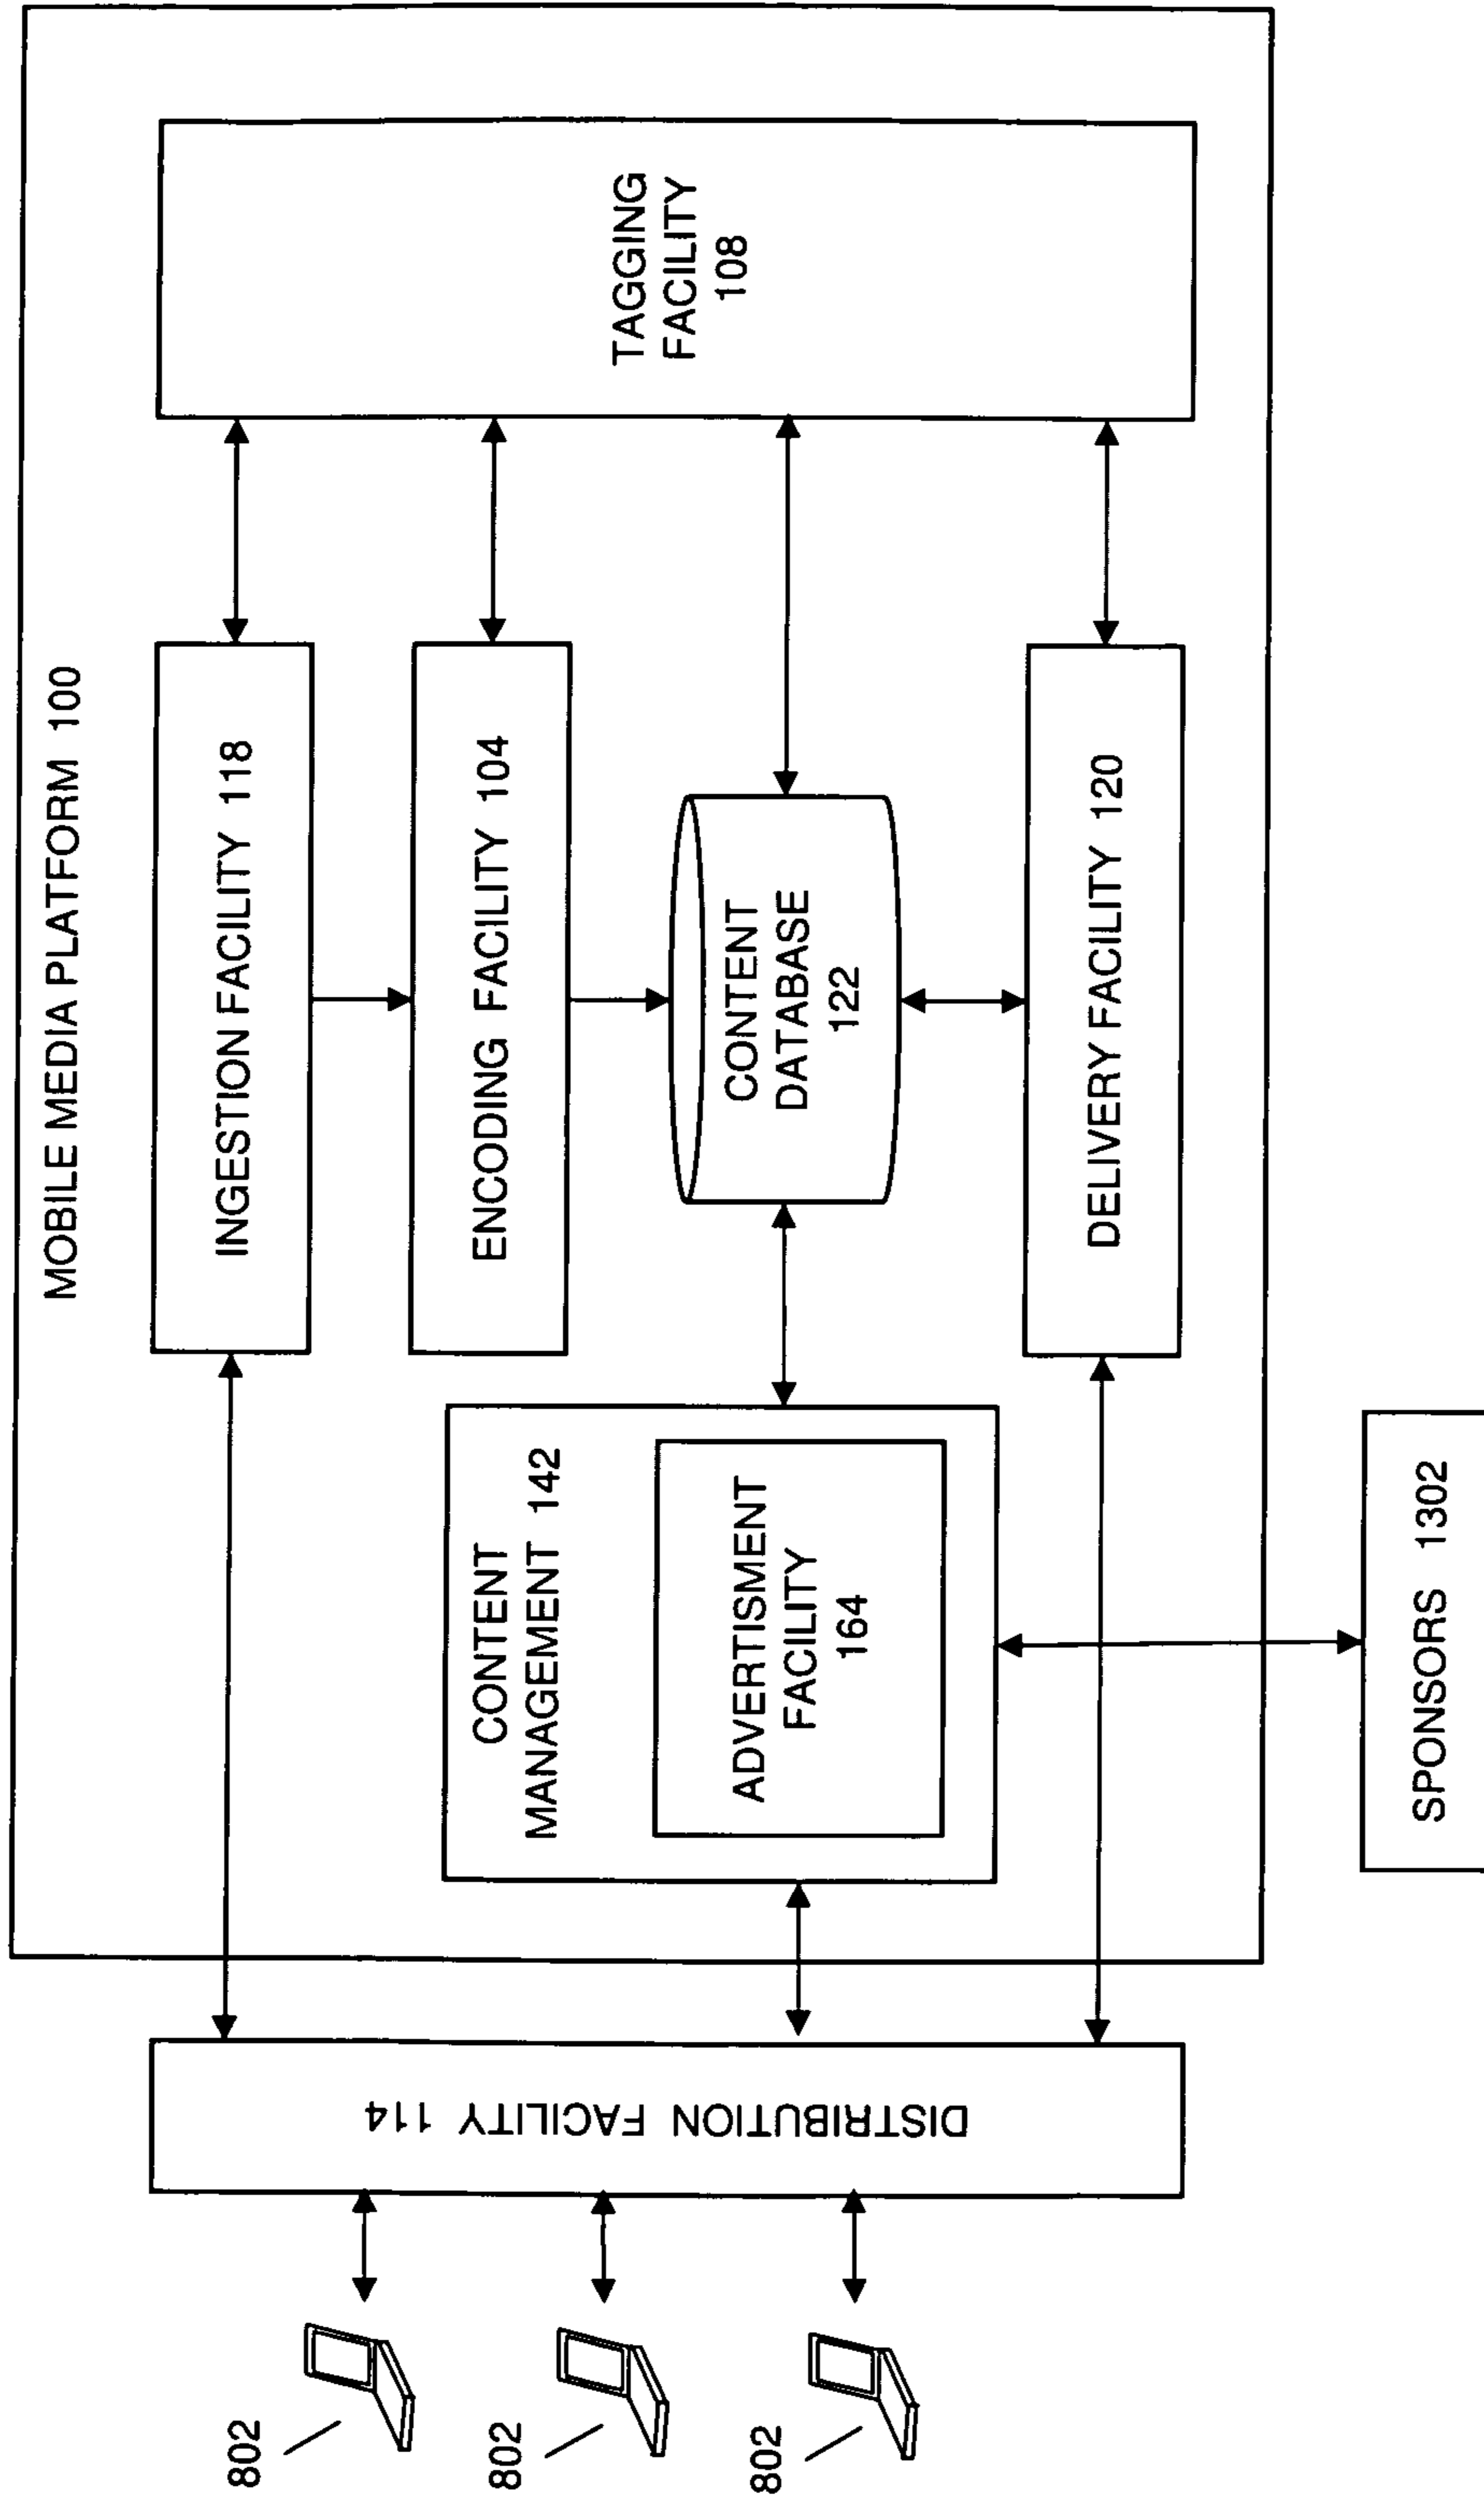 MOBILE MEDIA PLATFORM 100
802
802
802
DISTRIBUTION FACILITY 114
INGESTION FACILITY 118
CONTENT
MANAGEMENT 142
ADVERTISMENT
FACILITY
164
ENCODING FACILITY 104
CONTENT
DATABASE
122
DELIVERY FACILITY 120
TAGGING
FACILITY
108
SPONSORS 1302